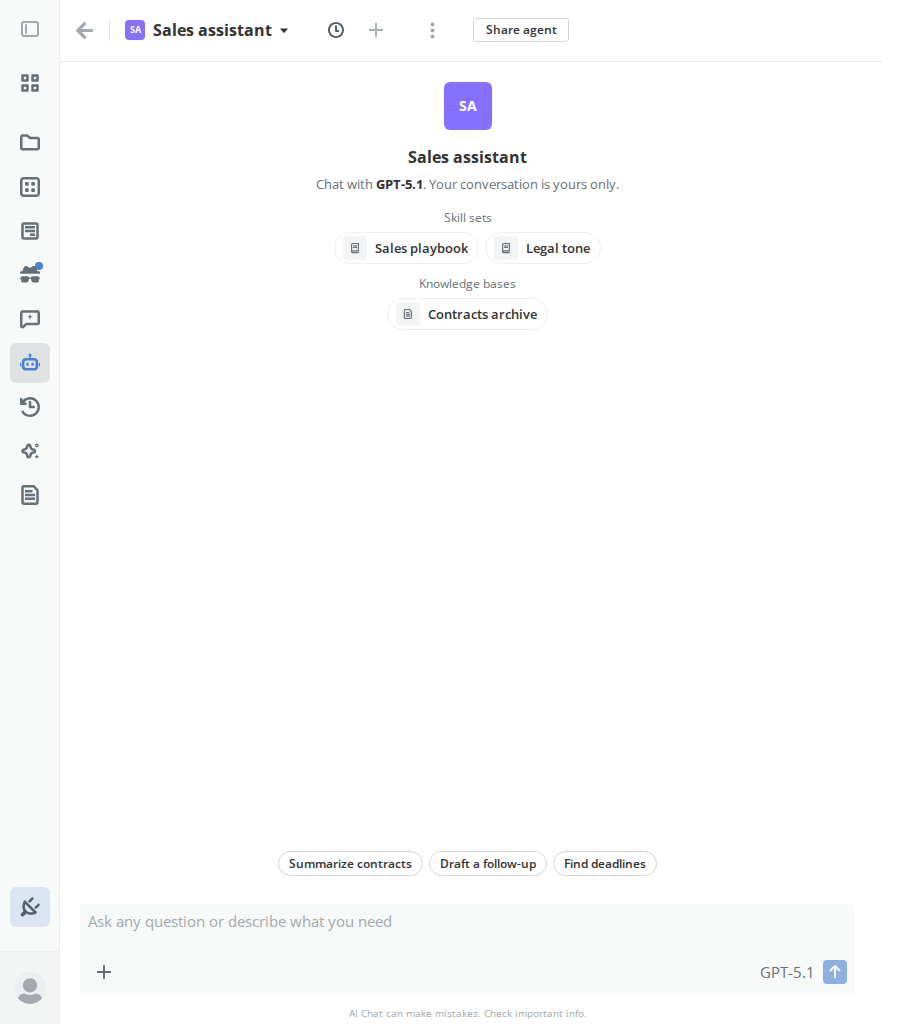 SA Sales assistant Share agent
SA
Sales assistant
Chat with GPT-5.1. Your conversation is yours only.
Skill sets
Sales playbook Legal tone
Knowledge bases
Contracts archive
Summarize contracts Draft a follow-up Find deadlines
Ask any question or describe what you need
GPT-5.1
AI Chat can make mistakes. Check important info.